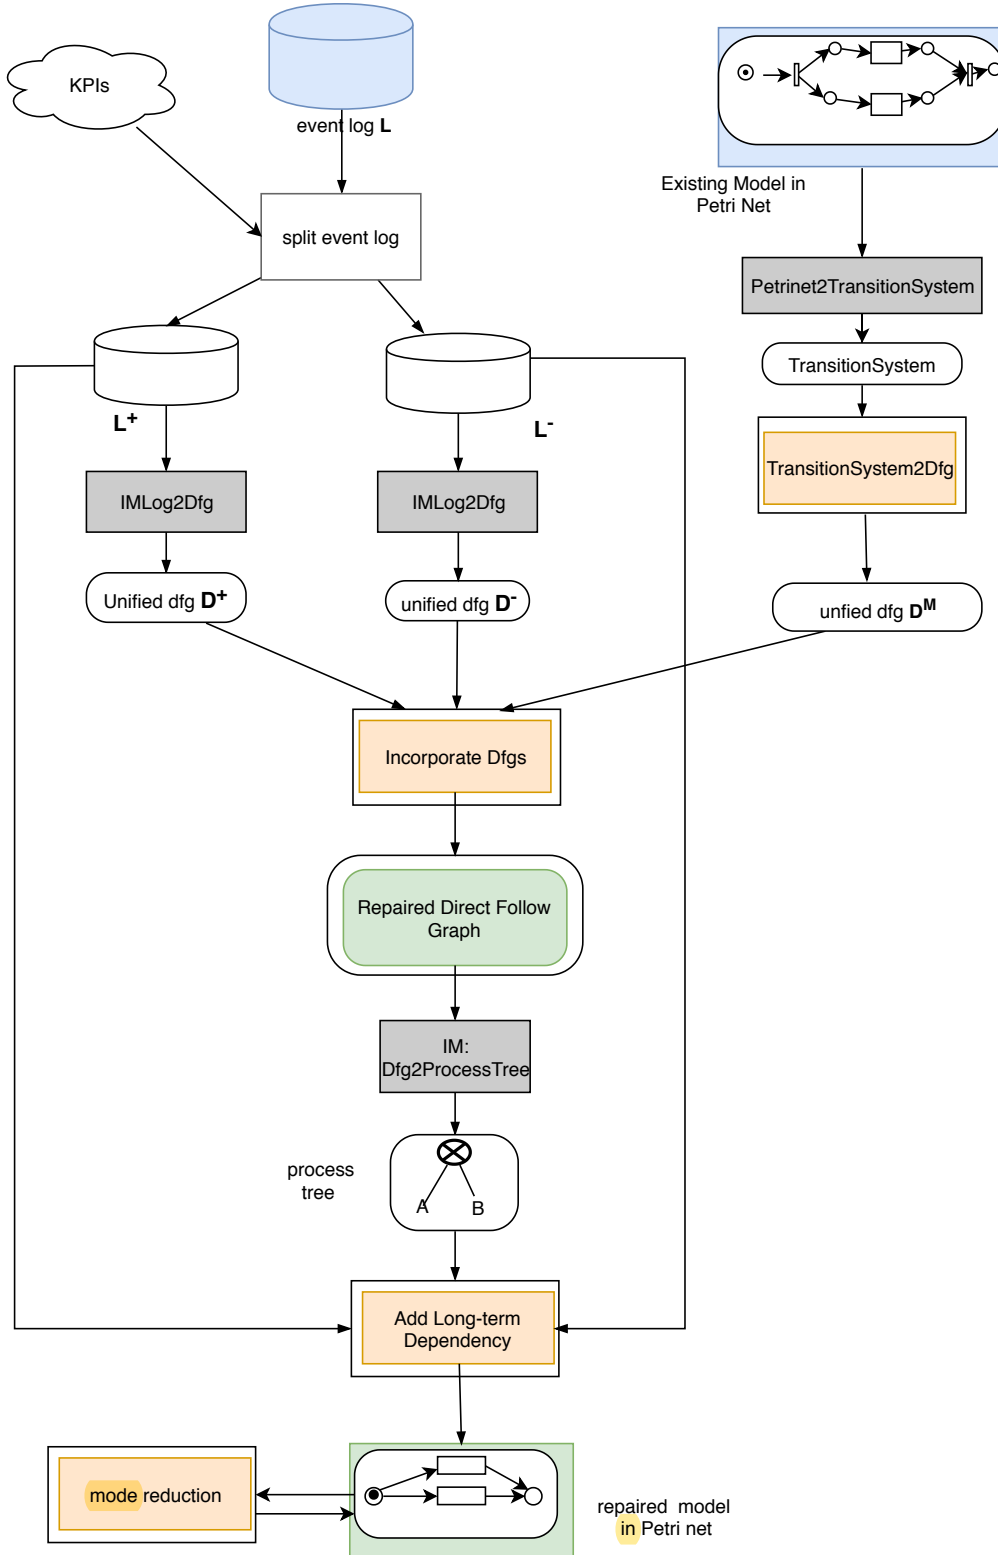 KPIs
event log L
Existing Model in
Petri Net
split event log
Petrinet2TransitionSystem
TransitionSystem
L+
L-
TransitionSystem2Dfg
IMLog2Dfg
IMLog2Dfg
Unified dfg D+
unified dfg D-
unfied dfg DM
Incorporate Dfgs
Repaired Direct Follow
Graph
IM:
Dfg2ProcessTree
process
tree
A
B
Add Long-term
Dependency
mode reduction
repaired model
in Petri net